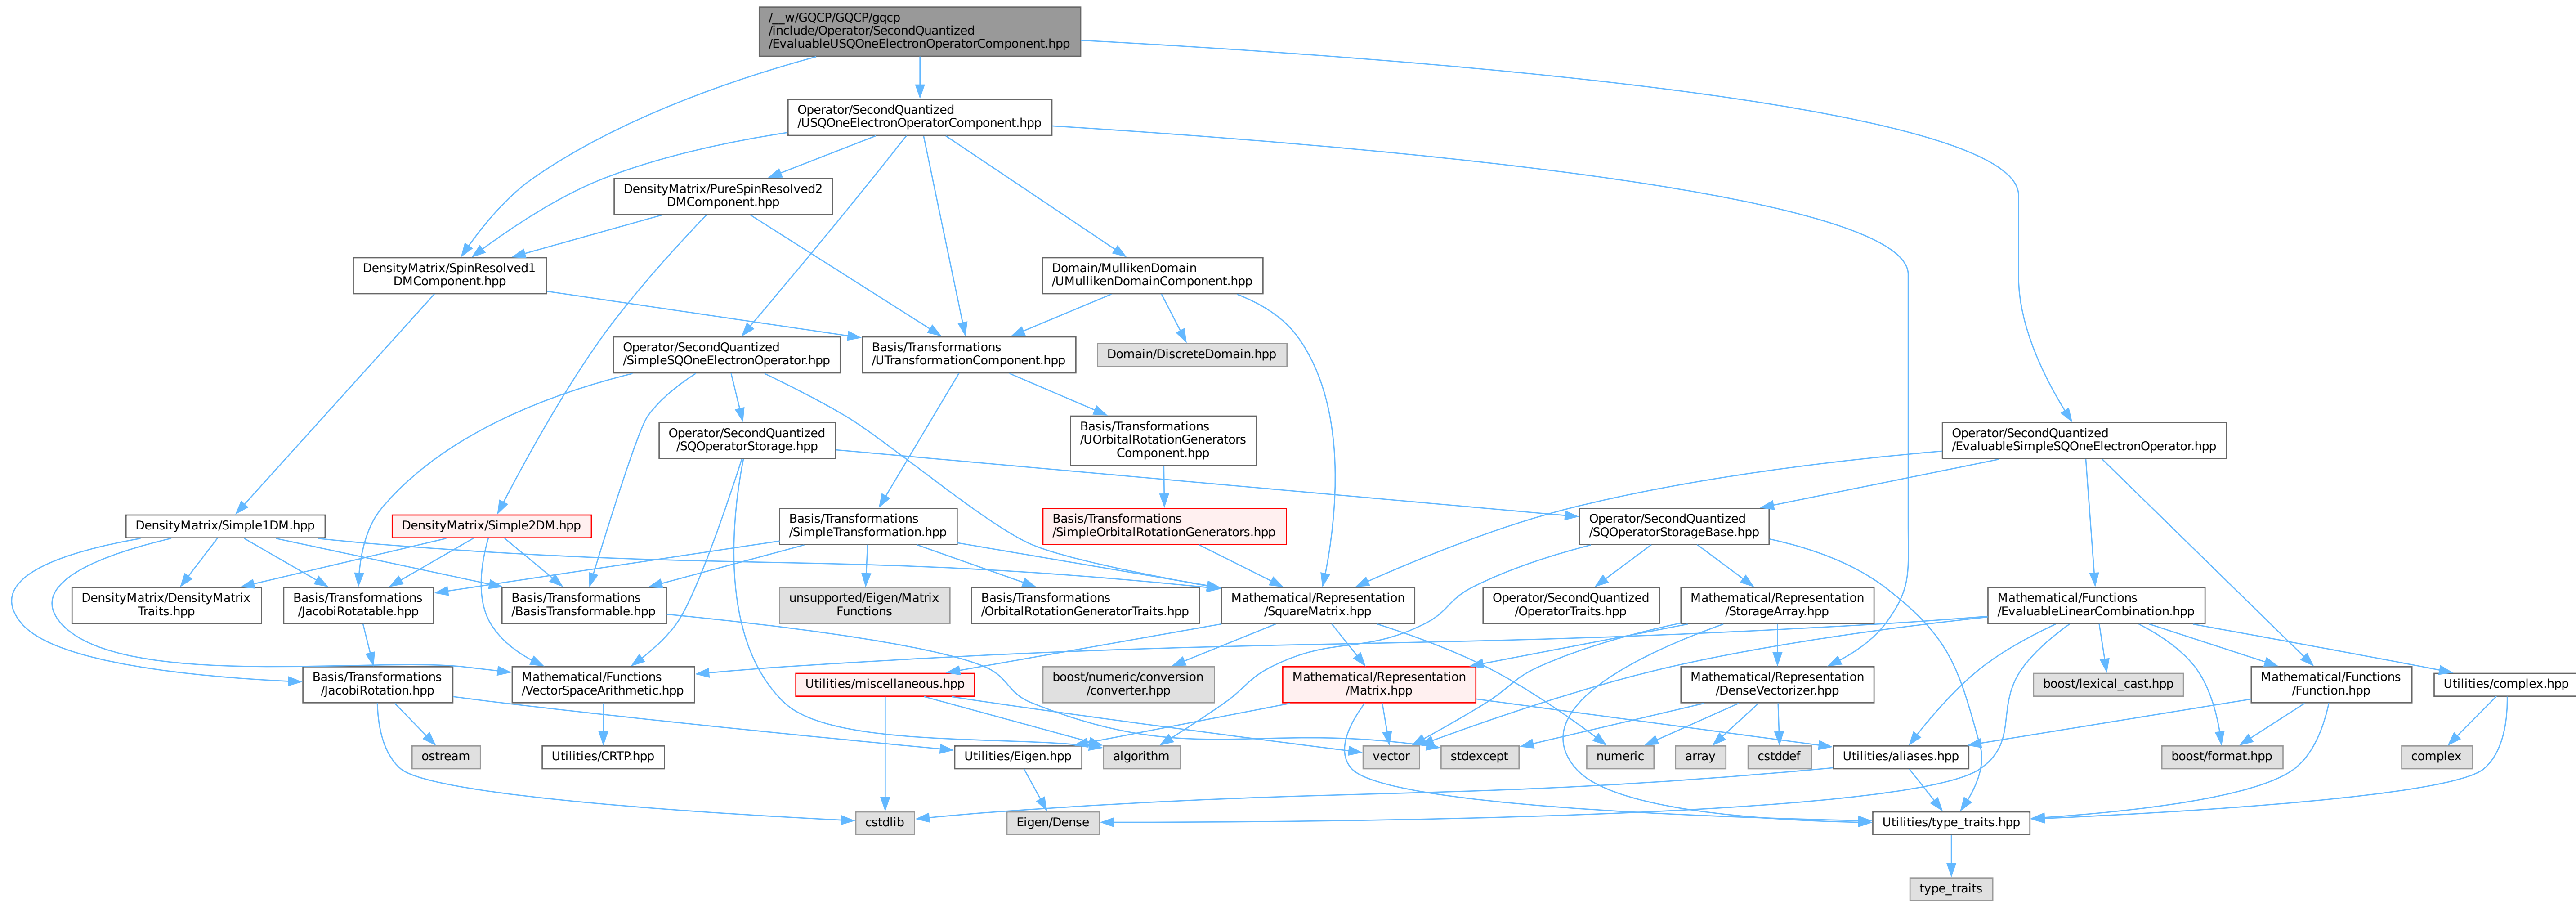 /__w/GQCP/GQCP/gqcp
/include/Operator/SecondQuantized
/EvaluableUSQOneElectronOperatorComponent.hpp
Operator/SecondQuantized
/USQOneElectronOperatorComponent.hpp
DensityMatrix/PureSpinResolved2
DMComponent.hpp
DensityMatrix/SpinResolved1
DMComponent.hpp
Domain/MullikenDomain
/UMullikenDomainComponent.hpp
Operator/SecondQuantized
/SimpleSQOneElectronOperator.hpp
Basis/Transformations
/UTransformationComponent.hpp
Domain/DiscreteDomain.hpp
Operator/SecondQuantized
/SQOperatorStorage.hpp
Basis/Transformations
/UOrbitalRotationGenerators
Component.hpp
Operator/SecondQuantized
/EvaluableSimpleSQOneElectronOperator.hpp
DensityMatrix/Simple1DM.hpp
DensityMatrix/Simple2DM.hpp
Basis/Transformations
/SimpleTransformation.hpp
Basis/Transformations
/SimpleOrbitalRotationGenerators.hpp
Operator/SecondQuantized
/SQOperatorStorageBase.hpp
DensityMatrix/DensityMatrix
Traits.hpp
Basis/Transformations
/JacobiRotatable.hpp
Basis/Transformations
/BasisTransformable.hpp
unsupported/Eigen/Matrix
Functions
Basis/Transformations
/OrbitalRotationGeneratorTraits.hpp
Mathematical/Representation
/SquareMatrix.hpp
Operator/SecondQuantized
/OperatorTraits.hpp
Mathematical/Representation
/StorageArray.hpp
Mathematical/Functions
/EvaluableLinearCombination.hpp
Basis/Transformations
/JacobiRotation.hpp
Mathematical/Functions
/VectorSpaceArithmetic.hpp
Utilities/miscellaneous.hpp
boost/numeric/conversion
/converter.hpp
Mathematical/Representation
/Matrix.hpp
Mathematical/Representation
/DenseVectorizer.hpp
boost/lexical_cast.hpp
Mathematical/Functions
/Function.hpp
Utilities/complex.hpp
ostream
Utilities/CRTP.hpp
Utilities/Eigen.hpp
algorithm
vector
stdexcept
numeric
array
cstddef
Utilities/aliases.hpp
boost/format.hpp
complex
cstdlib
Eigen/Dense
Utilities/type_traits.hpp
type_traits